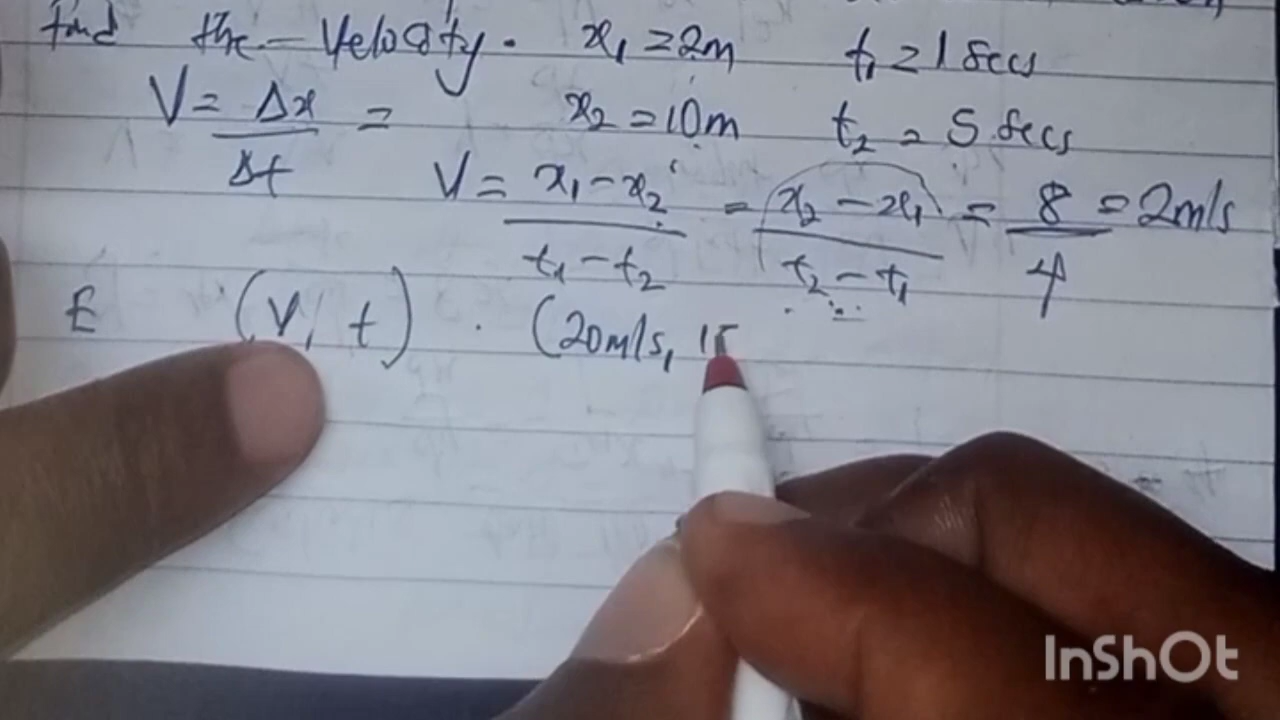 find the - Velocity. x₁ = 2m t₁ = 1 secs
V = Δx/Δt = x₂ = 10m t₂ = 5 secs
V = x₁ - x₂ / t₁ - t₂ = x₂ - x₁ / t₂ - t₁ = 8/4 = 2m/s
E (V, t) . (20m/s, 15
InShOt